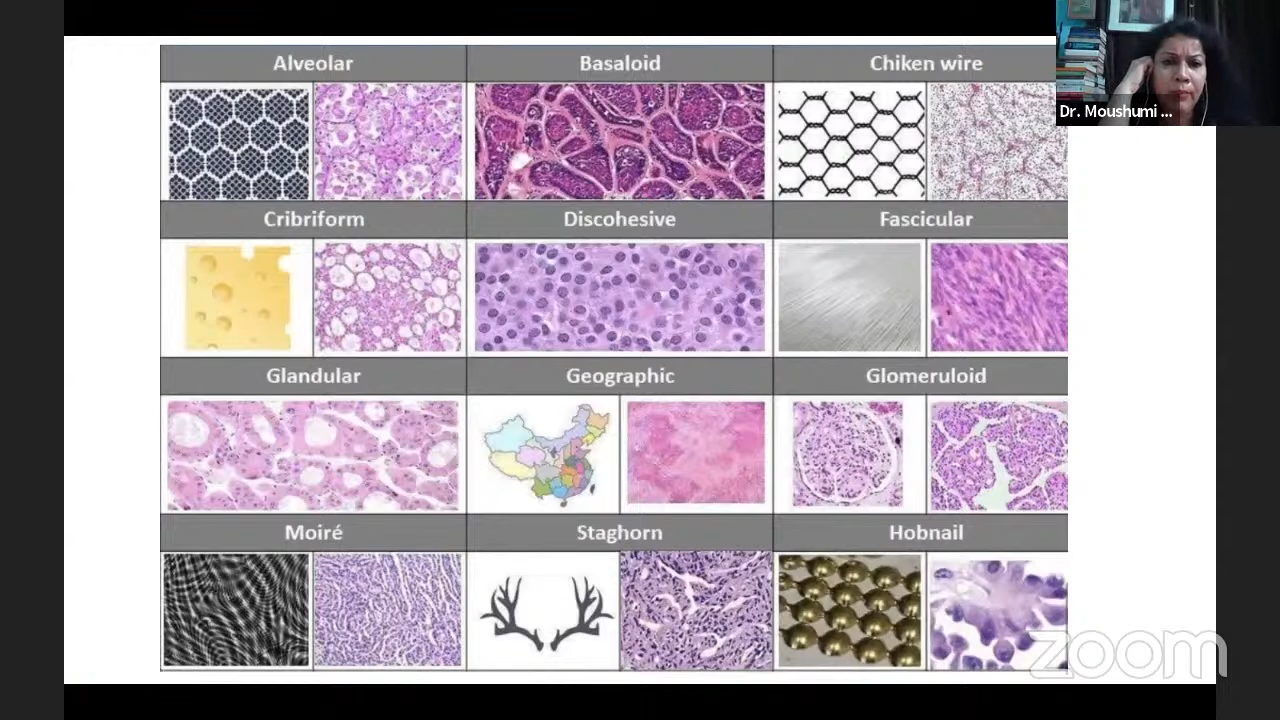 Alveolar
Basaloid
Chiken wire
Dr. Moushumi ...
Cribriform
Discohesive
Fascicular
Glandular
Geographic
Glomeruloid
Moiré
Staghorn
Hobnail
zoom